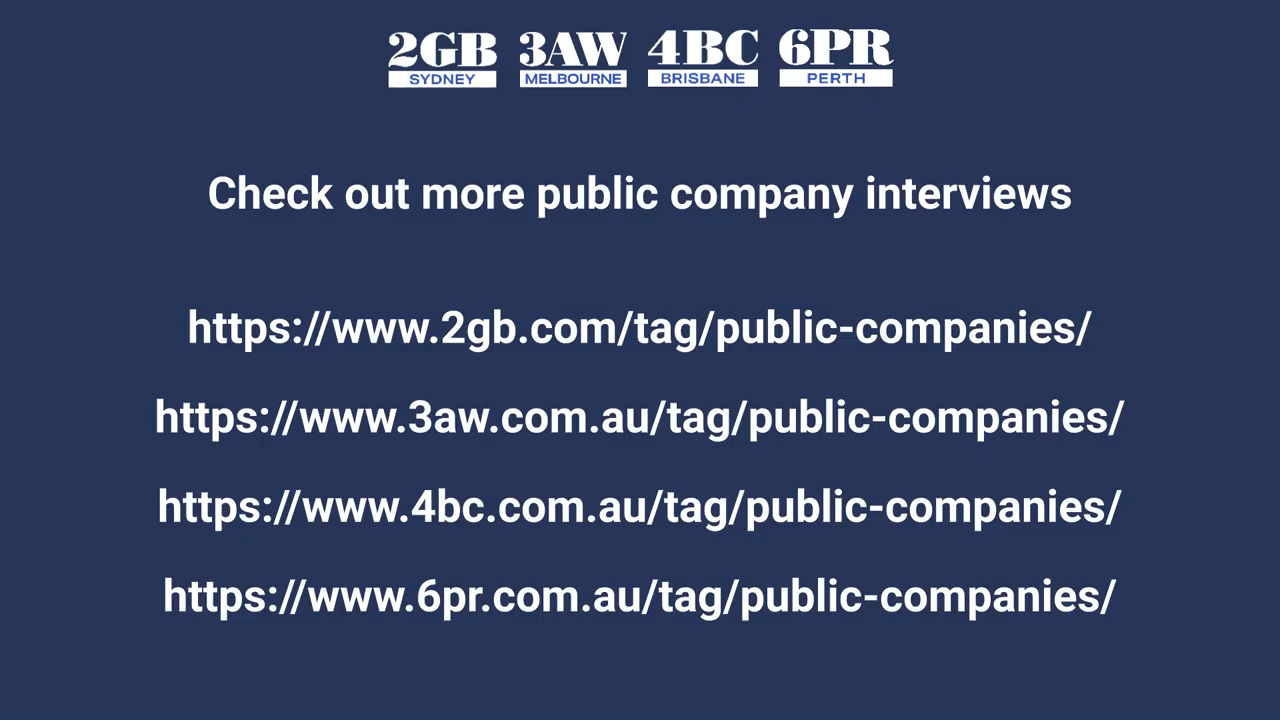 2GB 3AW 4BC 6PR
SYDNEY MELBOURNE BRISBANE PERTH
Check out more public company interviews
https://www.2gb.com/tag/public-companies/
https://www.3aw.com.au/tag/public-companies/
https://www.4bc.com.au/tag/public-companies/
https://www.6pr.com.au/tag/public-companies/